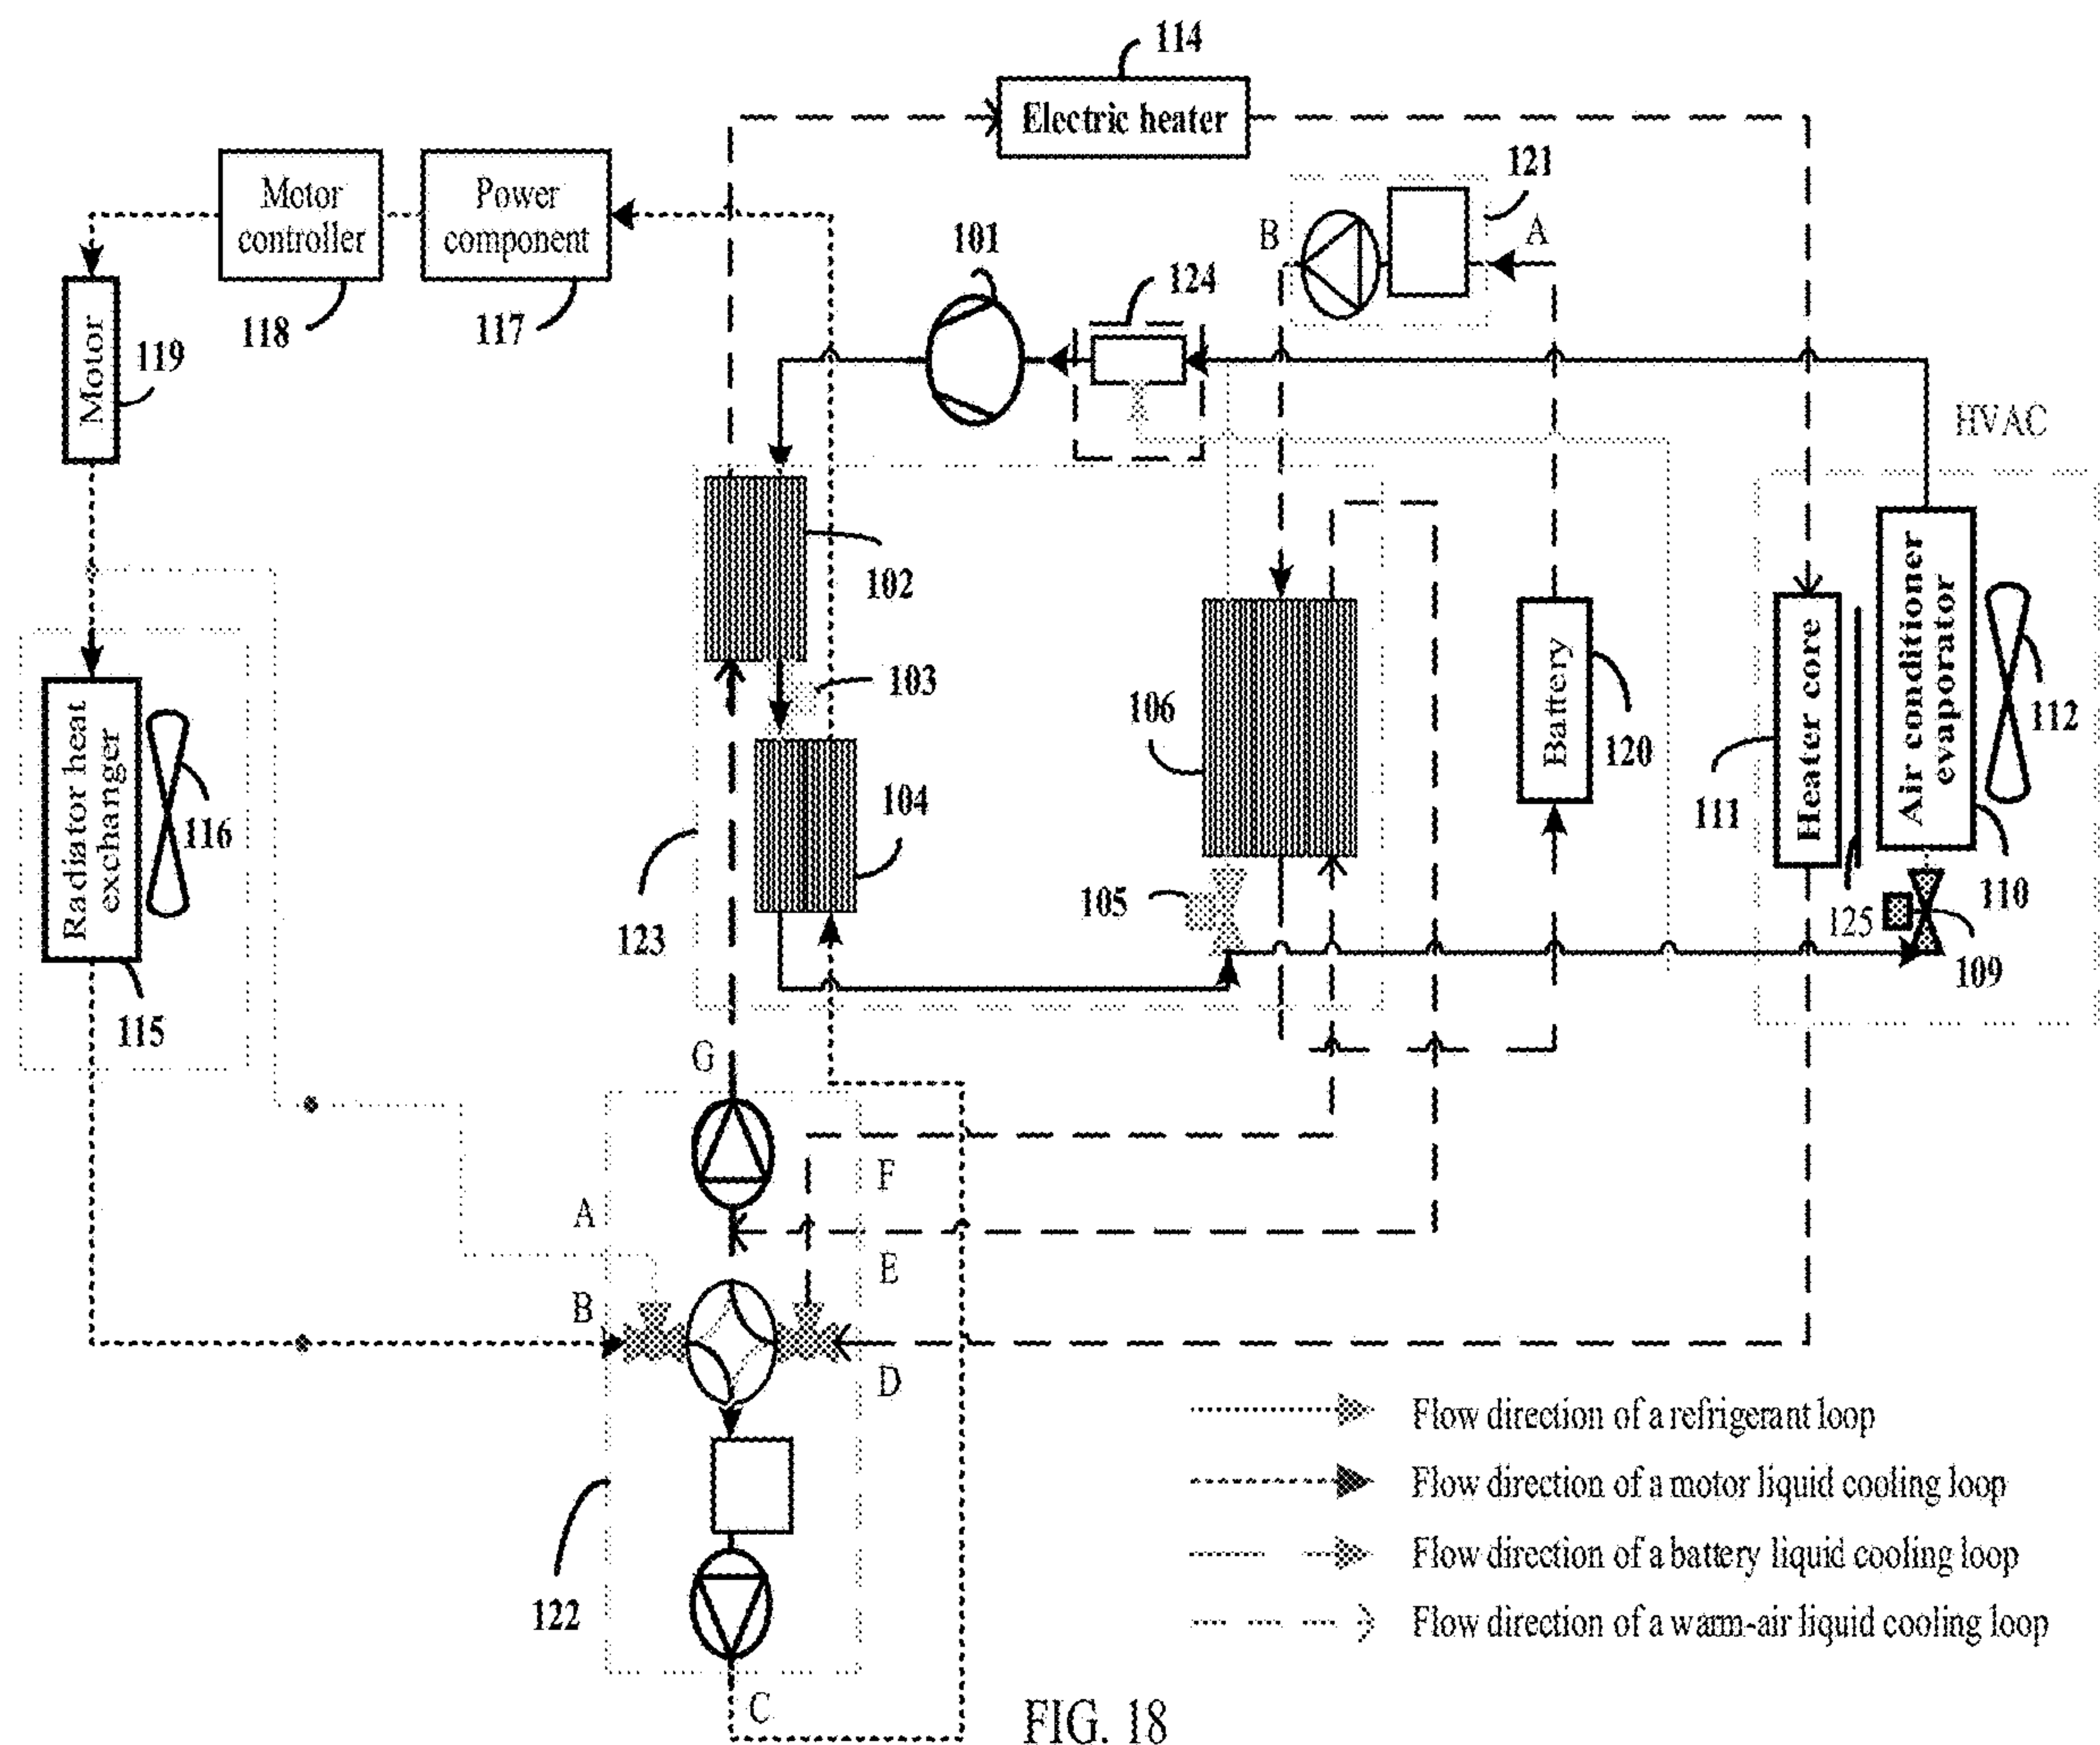 114
Electric heater
121
Motor
controller
Power
component
B
A
101
124
118
117
Motor
119
HVAC
102
103
Radiator heat
exchanger
116
115
104
123
106
105
Battery
120
Heater core
111
Air conditioner
evaporator
112
110
125
109
G
F
A
E
B
D
122
C
Flow direction of a refrigerant loop
Flow direction of a motor liquid cooling loop
Flow direction of a battery liquid cooling loop
Flow direction of a warm-air liquid cooling loop
FIG. 18